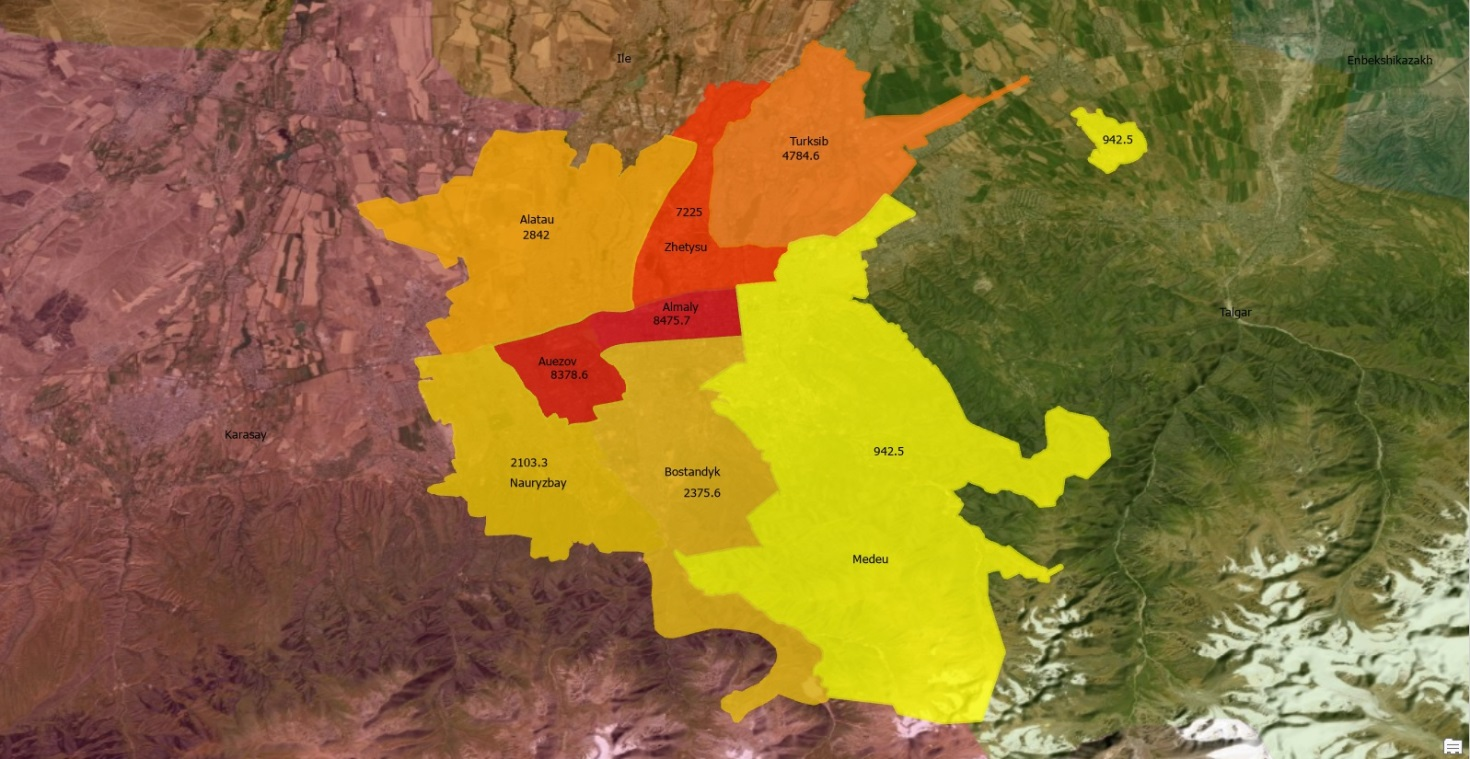 Ile
Enbekshikazakh
942.5
Turksib
4784.6
Alatau
2842
7225
Zhetysu
Almaly
8475.7
Talgar
Auezov
8378.6
Karasay
942.5
2103.3
Nauryzbay
Bostandyk
2375.6
Medeu